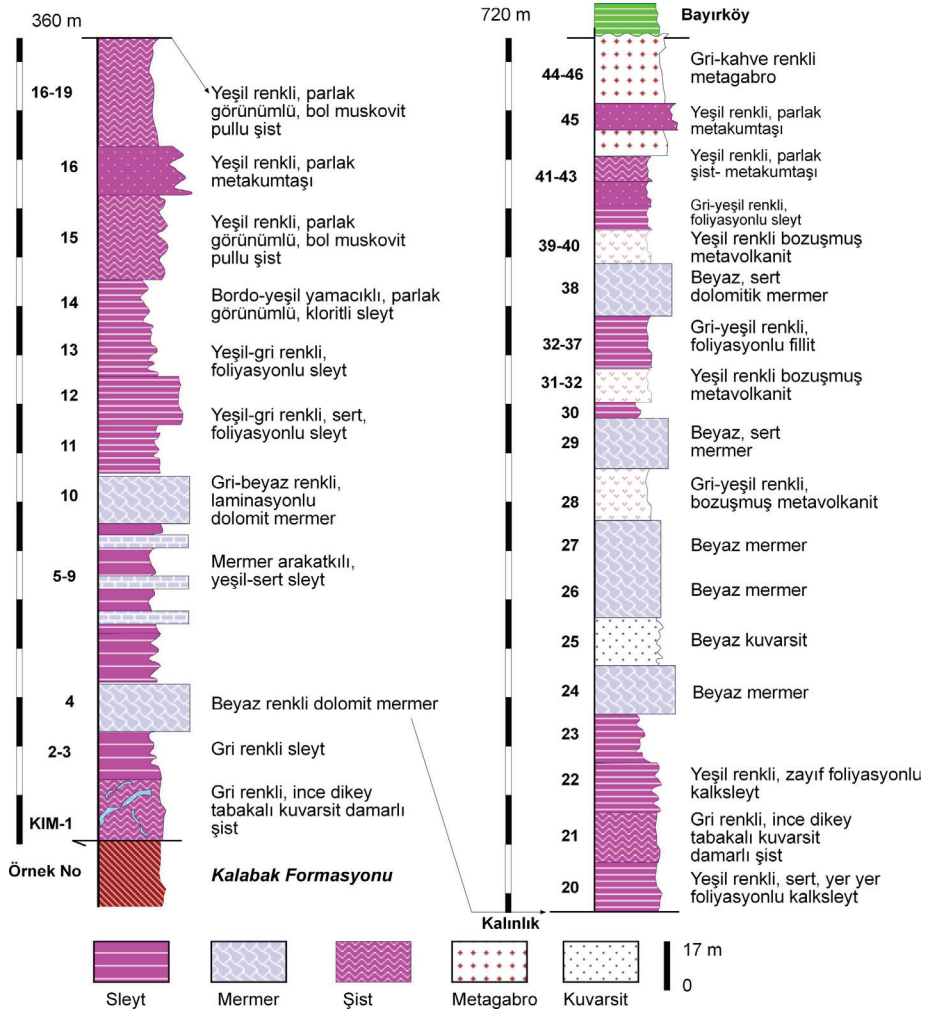 360 m
16-19
Yeşil renkli, parlak
görünümlü, bol muskovit
pullu şist
16
Yeşil renkli, parlak
metakumtaşı
15
Yeşil renkli, parlak
görünümlü, bol muskovit
pullu şist
14
Bordo-yeşil yamacıklı, parlak
görünümlü, kloritli sleyt
13
Yeşil-gri renkli,
foliyasyonlu sleyt
12
Yeşil-gri renkli, sert,
foliyasyonlu sleyt
11
10
Gri-beyaz renkli,
laminasyonlu
dolomit mermer
5-9
Mermer arakatkılı,
yeşil-sert sleyt
4
Beyaz renkli dolomit mermer
2-3
Gri renkli sleyt
KIM-1
Gri renkli, ince dikey
tabakalı kuvarsit damarlı
şist
Örnek No
Kalabak Formasyonu
720 m
Bayırköy
44-46
Gri-kahve renkli
metagabro
45
Yeşil renkli, parlak
metakumtaşı
41-43
Yeşil renkli, parlak
şist- metakumtaşı
Gri-yeşil renkli,
foliyasyonlu sleyt
39-40
Yeşil renkli bozuşmuş
metavolkanit
38
Beyaz, sert
dolomitik mermer
32-37
Gri-yeşil renkli,
foliyasyonlu fillit
31-32
Yeşil renkli bozuşmuş
metavolkanit
30
29
Beyaz, sert
mermer
28
Gri-yeşil renkli,
bozuşmuş metavolkanit
27
Beyaz mermer
26
Beyaz mermer
25
Beyaz kuvarsit
24
Beyaz mermer
23
22
Yeşil renkli, zayıf foliyasyonlu
kalksleyt
21
Gri renkli, ince dikey
tabakalı kuvarsit
damarlı şist
20
Yeşil renkli, sert, yer yer
foliyasyonlu kalksleyt
Kalınlık
Sleyt
Mermer
Şist
Metagabro
Kuvarsit
17 m
0